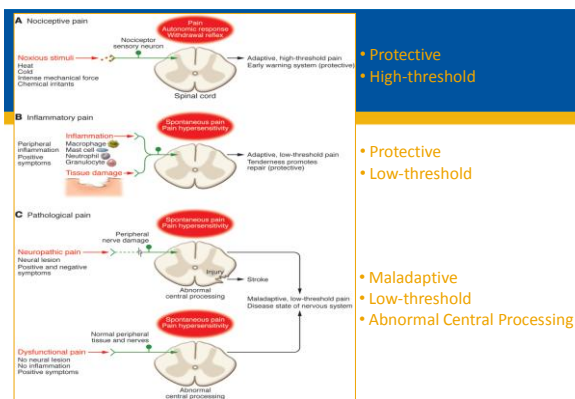 A Nociceptive pain
Pain
Autonomic response
Withdrawal reflex
Nociceptor
sensory neuron
Noxious stimuli
Heat
Cold
Intense mechanical force
Chemical irritants
Adaptive, high-threshold pain
Early warning system (protective)
Spinal cord
• Protective
• High-threshold
B Inflammatory pain
Spontaneous pain
Pain hypersensitivity
Peripheral
inflammation
Positive
symptoms
Inflammation
Macrophage
Mast cell
Neutrophil
Granulocyte
Tissue damage
Adaptive, low-threshold pain
Tenderness promotes
repair (protective)
• Protective
• Low-threshold
C Pathological pain
Spontaneous pain
Pain hypersensitivity
Peripheral
nerve damage
Neuropathic pain
Neural lesion
Positive and negative
symptoms
Injury
Stroke
Abnormal
central processing
Maladaptive, low-threshold pain
Disease state of nervous system
Spontaneous pain
Pain hypersensitivity
Normal peripheral
tissue and nerves
Dysfunctional pain
No neural lesion
No inflammation
Positive symptoms
Abnormal
central processing
• Maladaptive
• Low-threshold
• Abnormal Central Processing